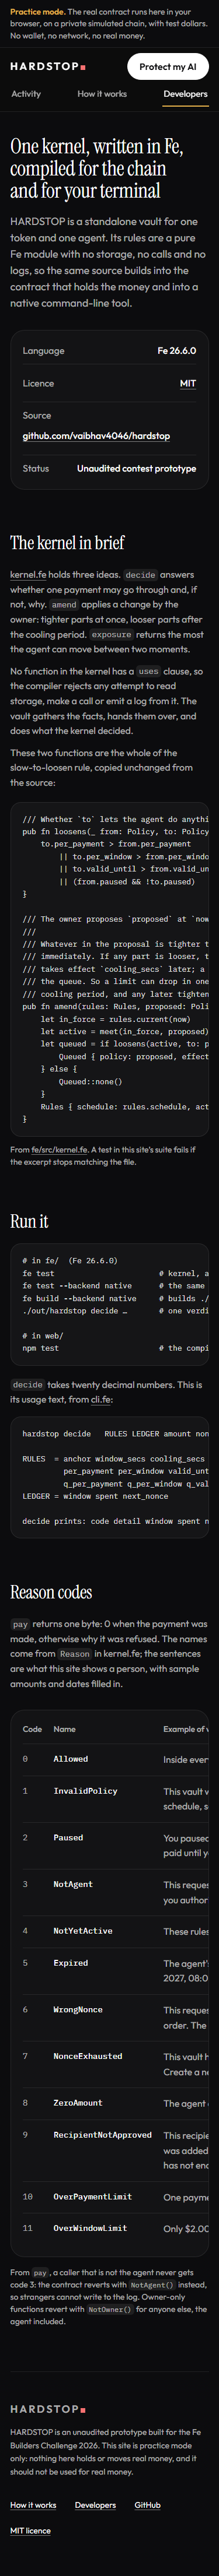 Practice mode. The real contract runs here in your
browser, on a private simulated chain, with test dollars.
No wallet, no network, no real money.
HARDSTOP
Protect my AI
Activity How it works Developers
One kernel, written in Fe,
compiled for the chain
and for your terminal
HARDSTOP is a standalone vault for one
token and one agent. Its rules are a pure
Fe module with no storage, no calls and no
logs, so the same source builds into the
contract that holds the money and into a
native command-line tool.
Language Fe 26.6.0
Licence MIT
Source
github.com/vaibhav4046/hardstop
Status Unaudited contest prototype
The kernel in brief
kernel.fe holds three ideas. decide answers
whether one payment may go through and, if
not, why. amend applies a change by the
owner: tighter parts at once, looser parts after
the cooling period. exposure returns the most
the agent can move between two moments.
No function in the kernel has a uses clause, so
the compiler rejects any attempt to read
storage, make a call or emit a log from it. The
vault gathers the facts, hands them over, and
does what the kernel decided.
These two functions are the whole of the
slow-to-loosen rule, copied unchanged from
the source:
/// Whether `to` lets the agent do anythi
pub fn loosens(_ from: Policy, to: Policy
to.per_payment > from.per_payment
|| to.per_window > from.per_windo
|| to.valid_until > from.valid_un
|| (from.paused && !to.paused)
}
/// The owner proposes `proposed` at `now
///
/// Whatever in the proposal is tighter t
/// immediately. If any part is looser, t
/// takes effect `cooling_secs` later; a
/// the queue. So a limit can drop in one
/// cooling period, and any later tighten
pub fn amend(rules: Rules, proposed: Poli
let in_force = rules.current(now)
let active = meet(in_force, proposed)
let queued = if loosens(active, to: p
Queued { policy: proposed, effect
} else {
Queued::none()
}
Rules { schedule: rules.schedule, act
}
From fe/src/kernel.fe. A test in this site's suite fails if
the excerpt stops matching the file.
Run it
# in fe/ (Fe 26.6.0)
fe test # kernel, a
fe test --backend native # the same
fe build --backend native # builds ./
./out/hardstop decide … # one verdi
# in web/
npm test # the compi
decide takes twenty decimal numbers. This is
its usage text, from cli.fe:
hardstop decide RULES LEDGER amount non
RULES = anchor window_secs cooling_secs
per_payment per_window valid_unt
q_per_payment q_per_window q_val
LEDGER = window spent next_nonce
decide prints: code detail window spent n
Reason codes
pay returns one byte: 0 when the payment was
made, otherwise why it was refused. The names
come from Reason in kernel.fe; the sentences
are what this site shows a person, with sample
amounts and dates filled in.
Code Name Example of w
0 Allowed Inside ever
1 InvalidPolicy This vault w
schedule, s
2 Paused You paused
paid until y
3 NotAgent This reques
you author
4 NotYetActive These rules
5 Expired The agent'
2027, 08:0
6 WrongNonce This reques
order. The
7 NonceExhausted This vault h
Create a ne
8 ZeroAmount The agent
9 RecipientNotApproved This recipie
was added
has not end
10 OverPaymentLimit One payme
11 OverWindowLimit Only $2.00
From pay, a caller that is not the agent never gets
code 3: the contract reverts with NotAgent() instead,
so strangers cannot write to the log. Owner-only
functions revert with NotOwner() for anyone else, the
agent included.
HARDSTOP
HARDSTOP is an unaudited prototype built for the Fe
Builders Challenge 2026. This site is practice mode
only: nothing here holds or moves real money, and it
should not be used for real money.
How it works Developers GitHub
MIT licence